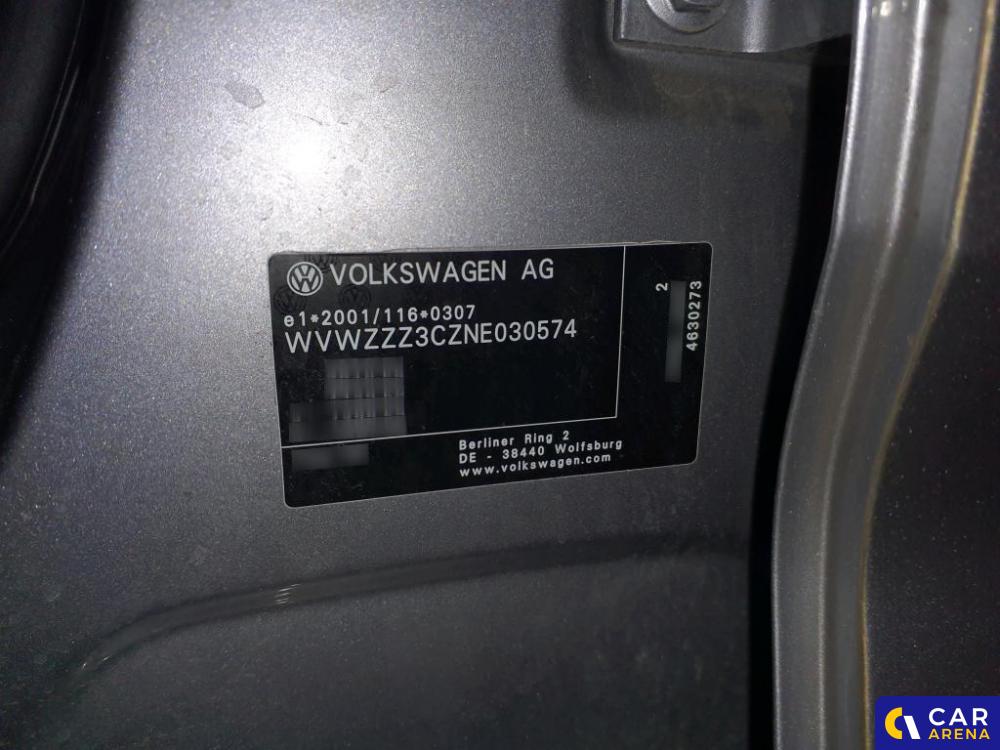 VOLKSWAGEN AG
e1*2001/116*0307
WVWZZZ3CZNE030574
Berliner Ring 2
DE - 38440 Wolfsburg
www.volkswagen.com
2
4630273
CAR
ARENA